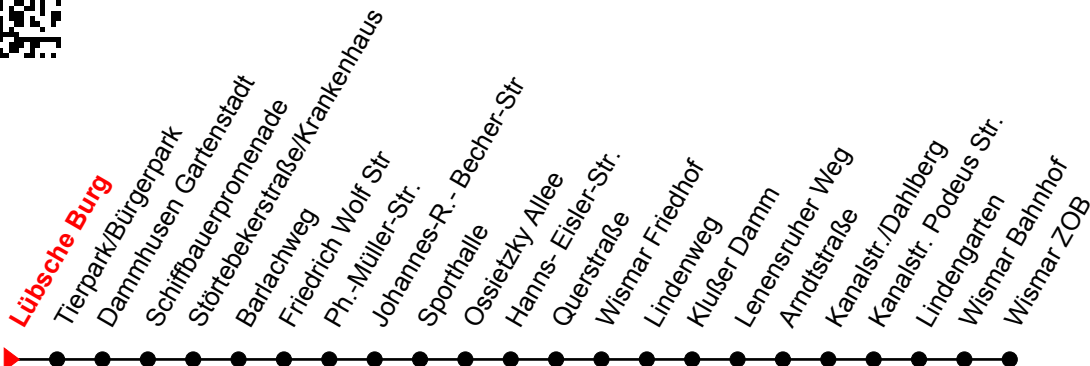 Lübsche Burg
Tierpark/Bürgerpark
Dammhusen Gartenstadt
Schiffbauerpromenade
Störtebekerstraße/Krankenhaus
Barlachweg
Friedrich Wolf Str
Ph.-Müller-Str.
Johannes-R.- Becher-Str
Sporthalle
Ossietzky Allee
Hanns- Eisler-Str.
Querstraße
Wismar Friedhof
Lindenweg
Klußer Damm
Lenensruher Weg
Arndtstraße
Kanalstr./Dahlberg
Kanalstr. Podeus Str.
Lindengarten
Wismar Bahnhof
Wismar ZOB